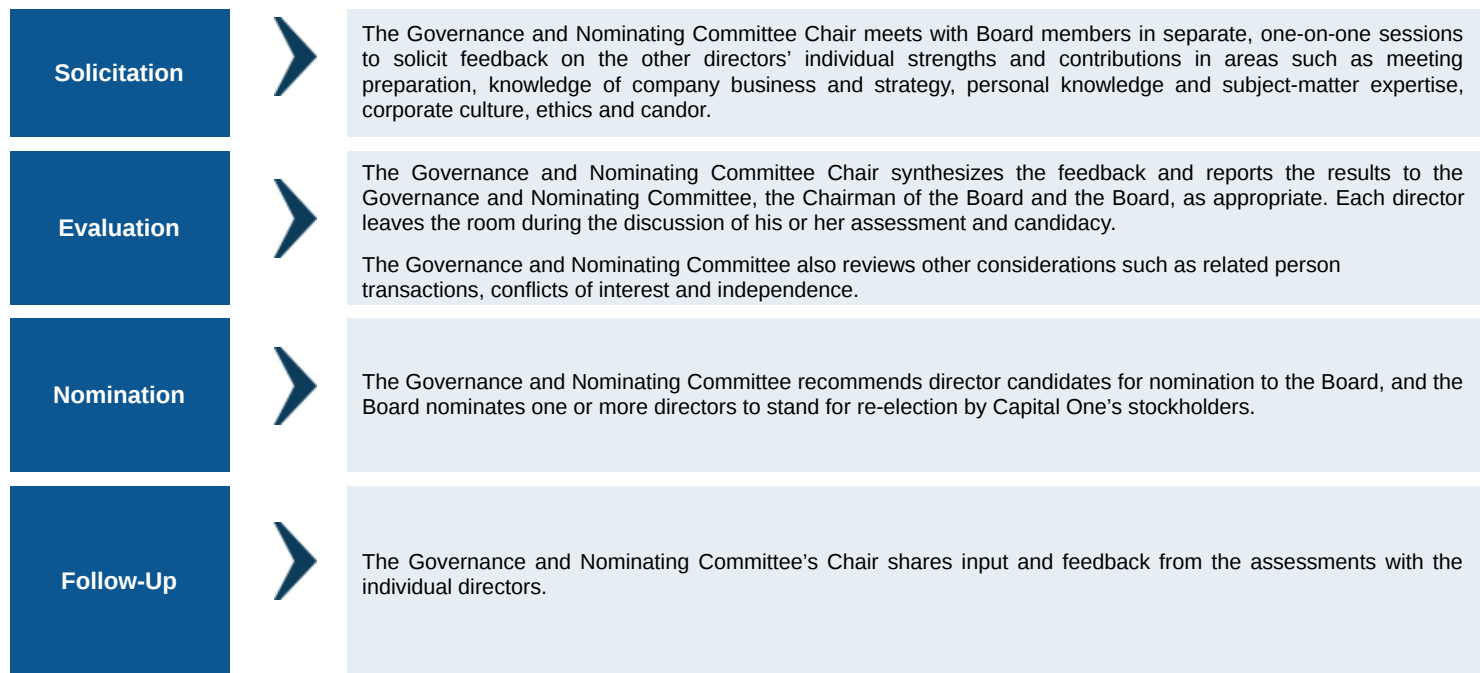 Solicitation
The Governance and Nominating Committee Chair meets with Board members in separate, one-on-one sessions
to solicit feedback on the other directors’ individual strengths and contributions in areas such as meeting
preparation, knowledge of company business and strategy, personal knowledge and subject-matter expertise,
corporate culture, ethics and candor.
Evaluation
The Governance and Nominating Committee Chair synthesizes the feedback and reports the results to the
Governance and Nominating Committee, the Chairman of the Board and the Board, as appropriate. Each director
leaves the room during the discussion of his or her assessment and candidacy.
The Governance and Nominating Committee also reviews other considerations such as related person
transactions, conflicts of interest and independence.
Nomination
The Governance and Nominating Committee recommends director candidates for nomination to the Board, and the
Board nominates one or more directors to stand for re-election by Capital One’s stockholders.
Follow-Up
The Governance and Nominating Committee’s Chair shares input and feedback from the assessments with the
individual directors.